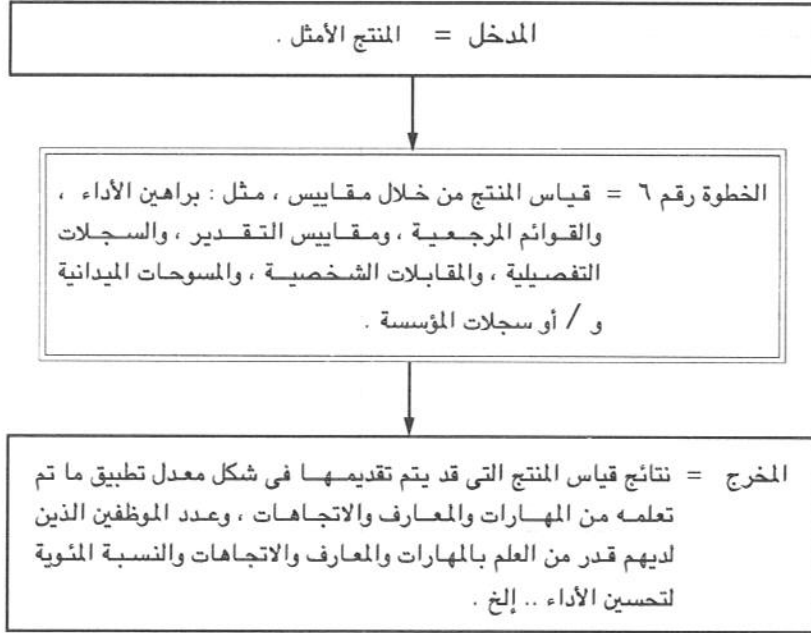 المدخل = المنتج الأمثل .
الخطوة رقم ٦ = قياس المنتج من خلال مقاييس ، مثل : براهين الأداء ،
والقوائم المرجعية ، ومقاييس التقدير ، والسجلات
التفصيلية ، والمقابلات الشخصية ، والمسوحات الميدانية
و / أو سجلات المؤسسة .
المخرج = نتائج قياس المنتج التى قد يتم تقديمها فى شكل معدل تطبيق ما تم
تعلمه من المهارات والمعارف والاتجاهات ، وعدد الموظفين الذين
لديهم قدر من العلم بالمهارات والمعارف والاتجاهات والنسبة المئوية
لتحسين الأداء .. إلخ .